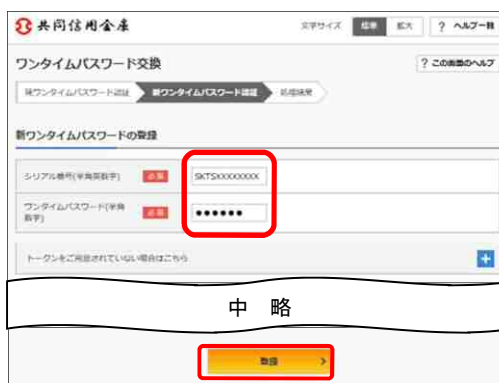 共同信用金庫 文字サイズ 標準 拡大 ? ヘルプ一覧
ワンタイムパスワード交換 ? この画面のヘルプ
現ワンタイムパスワード認証 新ワンタイムパスワード認証 処理結果
新ワンタイムパスワードの登録
シリアル番号(半角英数字) 必須 SKTSXXXXXXXX
ワンタイムパスワード(半角
数字) 必須 ●●●●●●
トークンをご用意されていない場合はこちら
中 略
登録